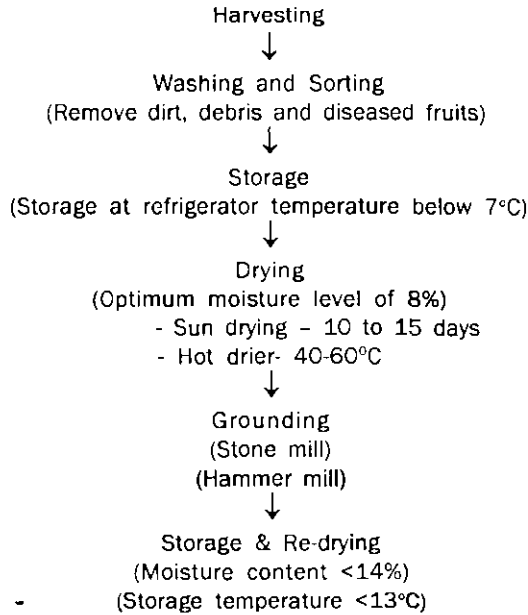 Harvesting
↓
Washing and Sorting
(Remove dirt, debris and diseased fruits)
↓
Storage
(Storage at refrigerator temperature below 7°C)
↓
Drying
(Optimum moisture level of 8%)
- Sun drying – 10 to 15 days
- Hot drier- 40-60°C
↓
Grounding
(Stone mill)
(Hammer mill)
↓
Storage & Re-drying
(Moisture content <14%)
(Storage temperature <13°C)